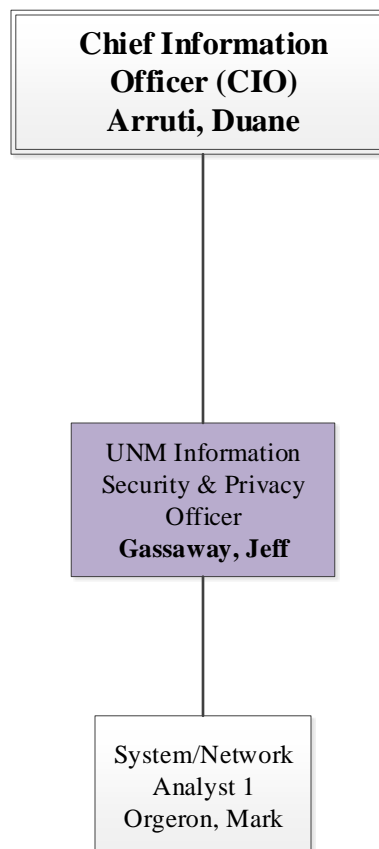 Chief Information
Officer (CIO)
Arruti, Duane
UNM Information
Security & Privacy
Officer
Gassaway, Jeff
System/Network
Analyst 1
Orgeron, Mark